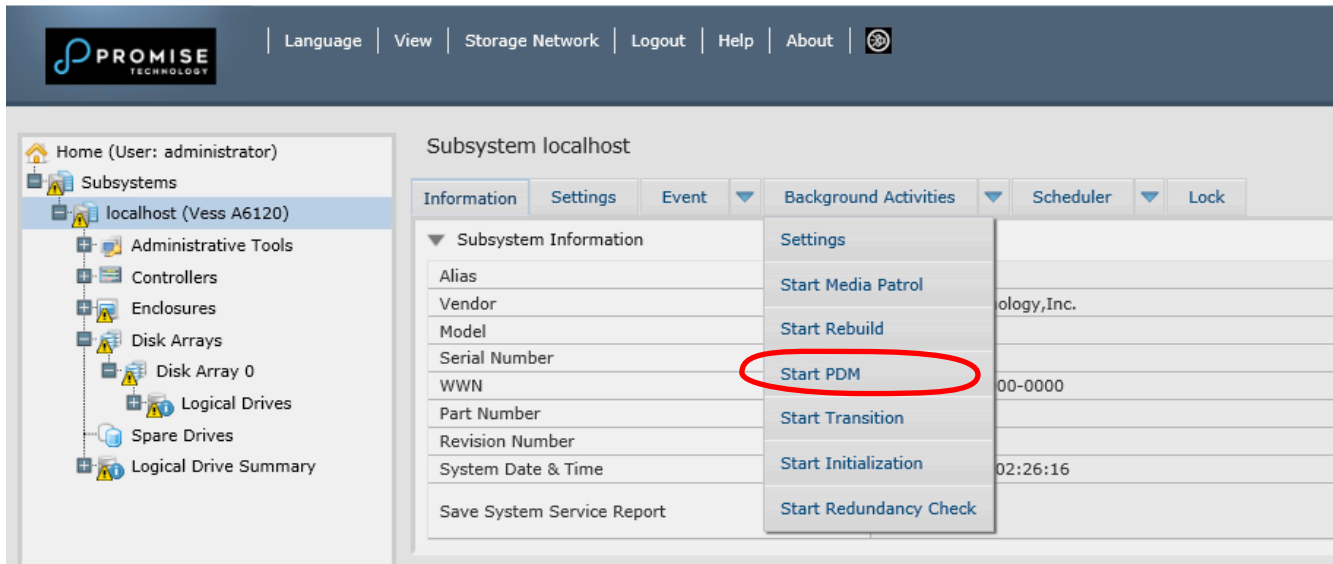 PROMISE
TECHNOLOGY
Language View Storage Network Logout Help About
Subsystem localhost
Home (User: administrator)
Subsystems
localhost (Vess A6120)
Administrative Tools
Controllers
Enclosures
Disk Arrays
Disk Array 0
Logical Drives
Spare Drives
Logical Drive Summary
Information Settings Event Background Activities Scheduler Lock
Subsystem Information
Alias
Vendor ology,Inc.
Model
Serial Number
WWN 00-0000
Part Number
Revision Number
System Date & Time 02:26:16
Save System Service Report
Settings
Start Media Patrol
Start Rebuild
Start PDM
Start Transition
Start Initialization
Start Redundancy Check